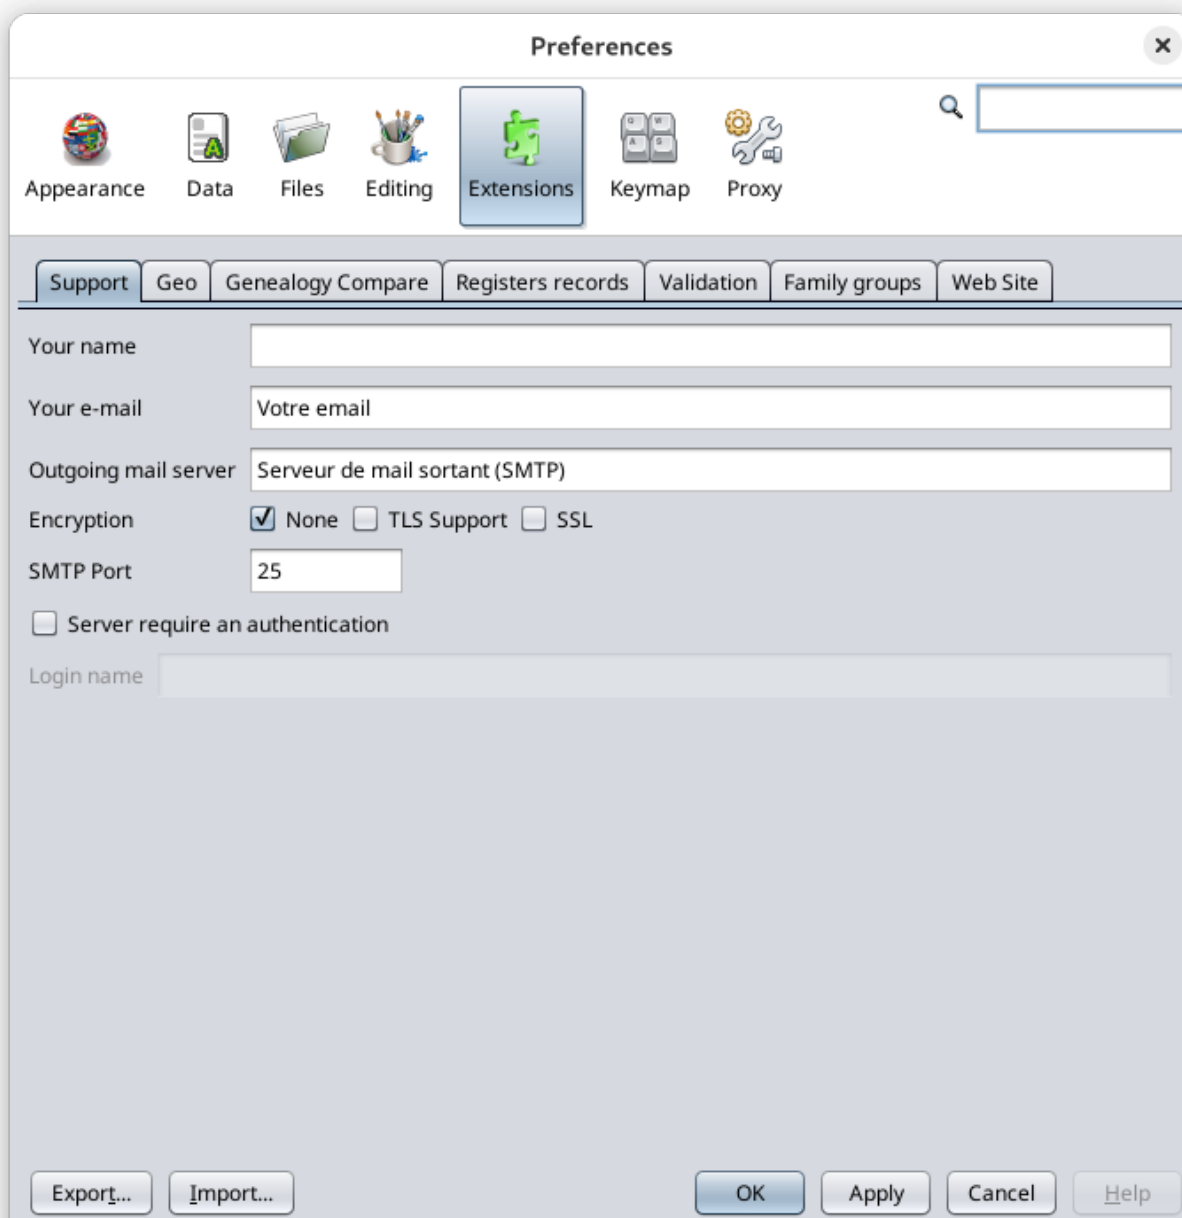 Preferences
Appearance Data Files Editing Extensions Keymap Proxy
Support Geo Genealogy Compare Registers records Validation Family groups Web Site
Your name
Your e-mail Votre email
Outgoing mail server Serveur de mail sortant (SMTP)
Encryption None TLS Support SSL
SMTP Port 25
Server require an authentication
Login name
Export... Import... OK Apply Cancel Help